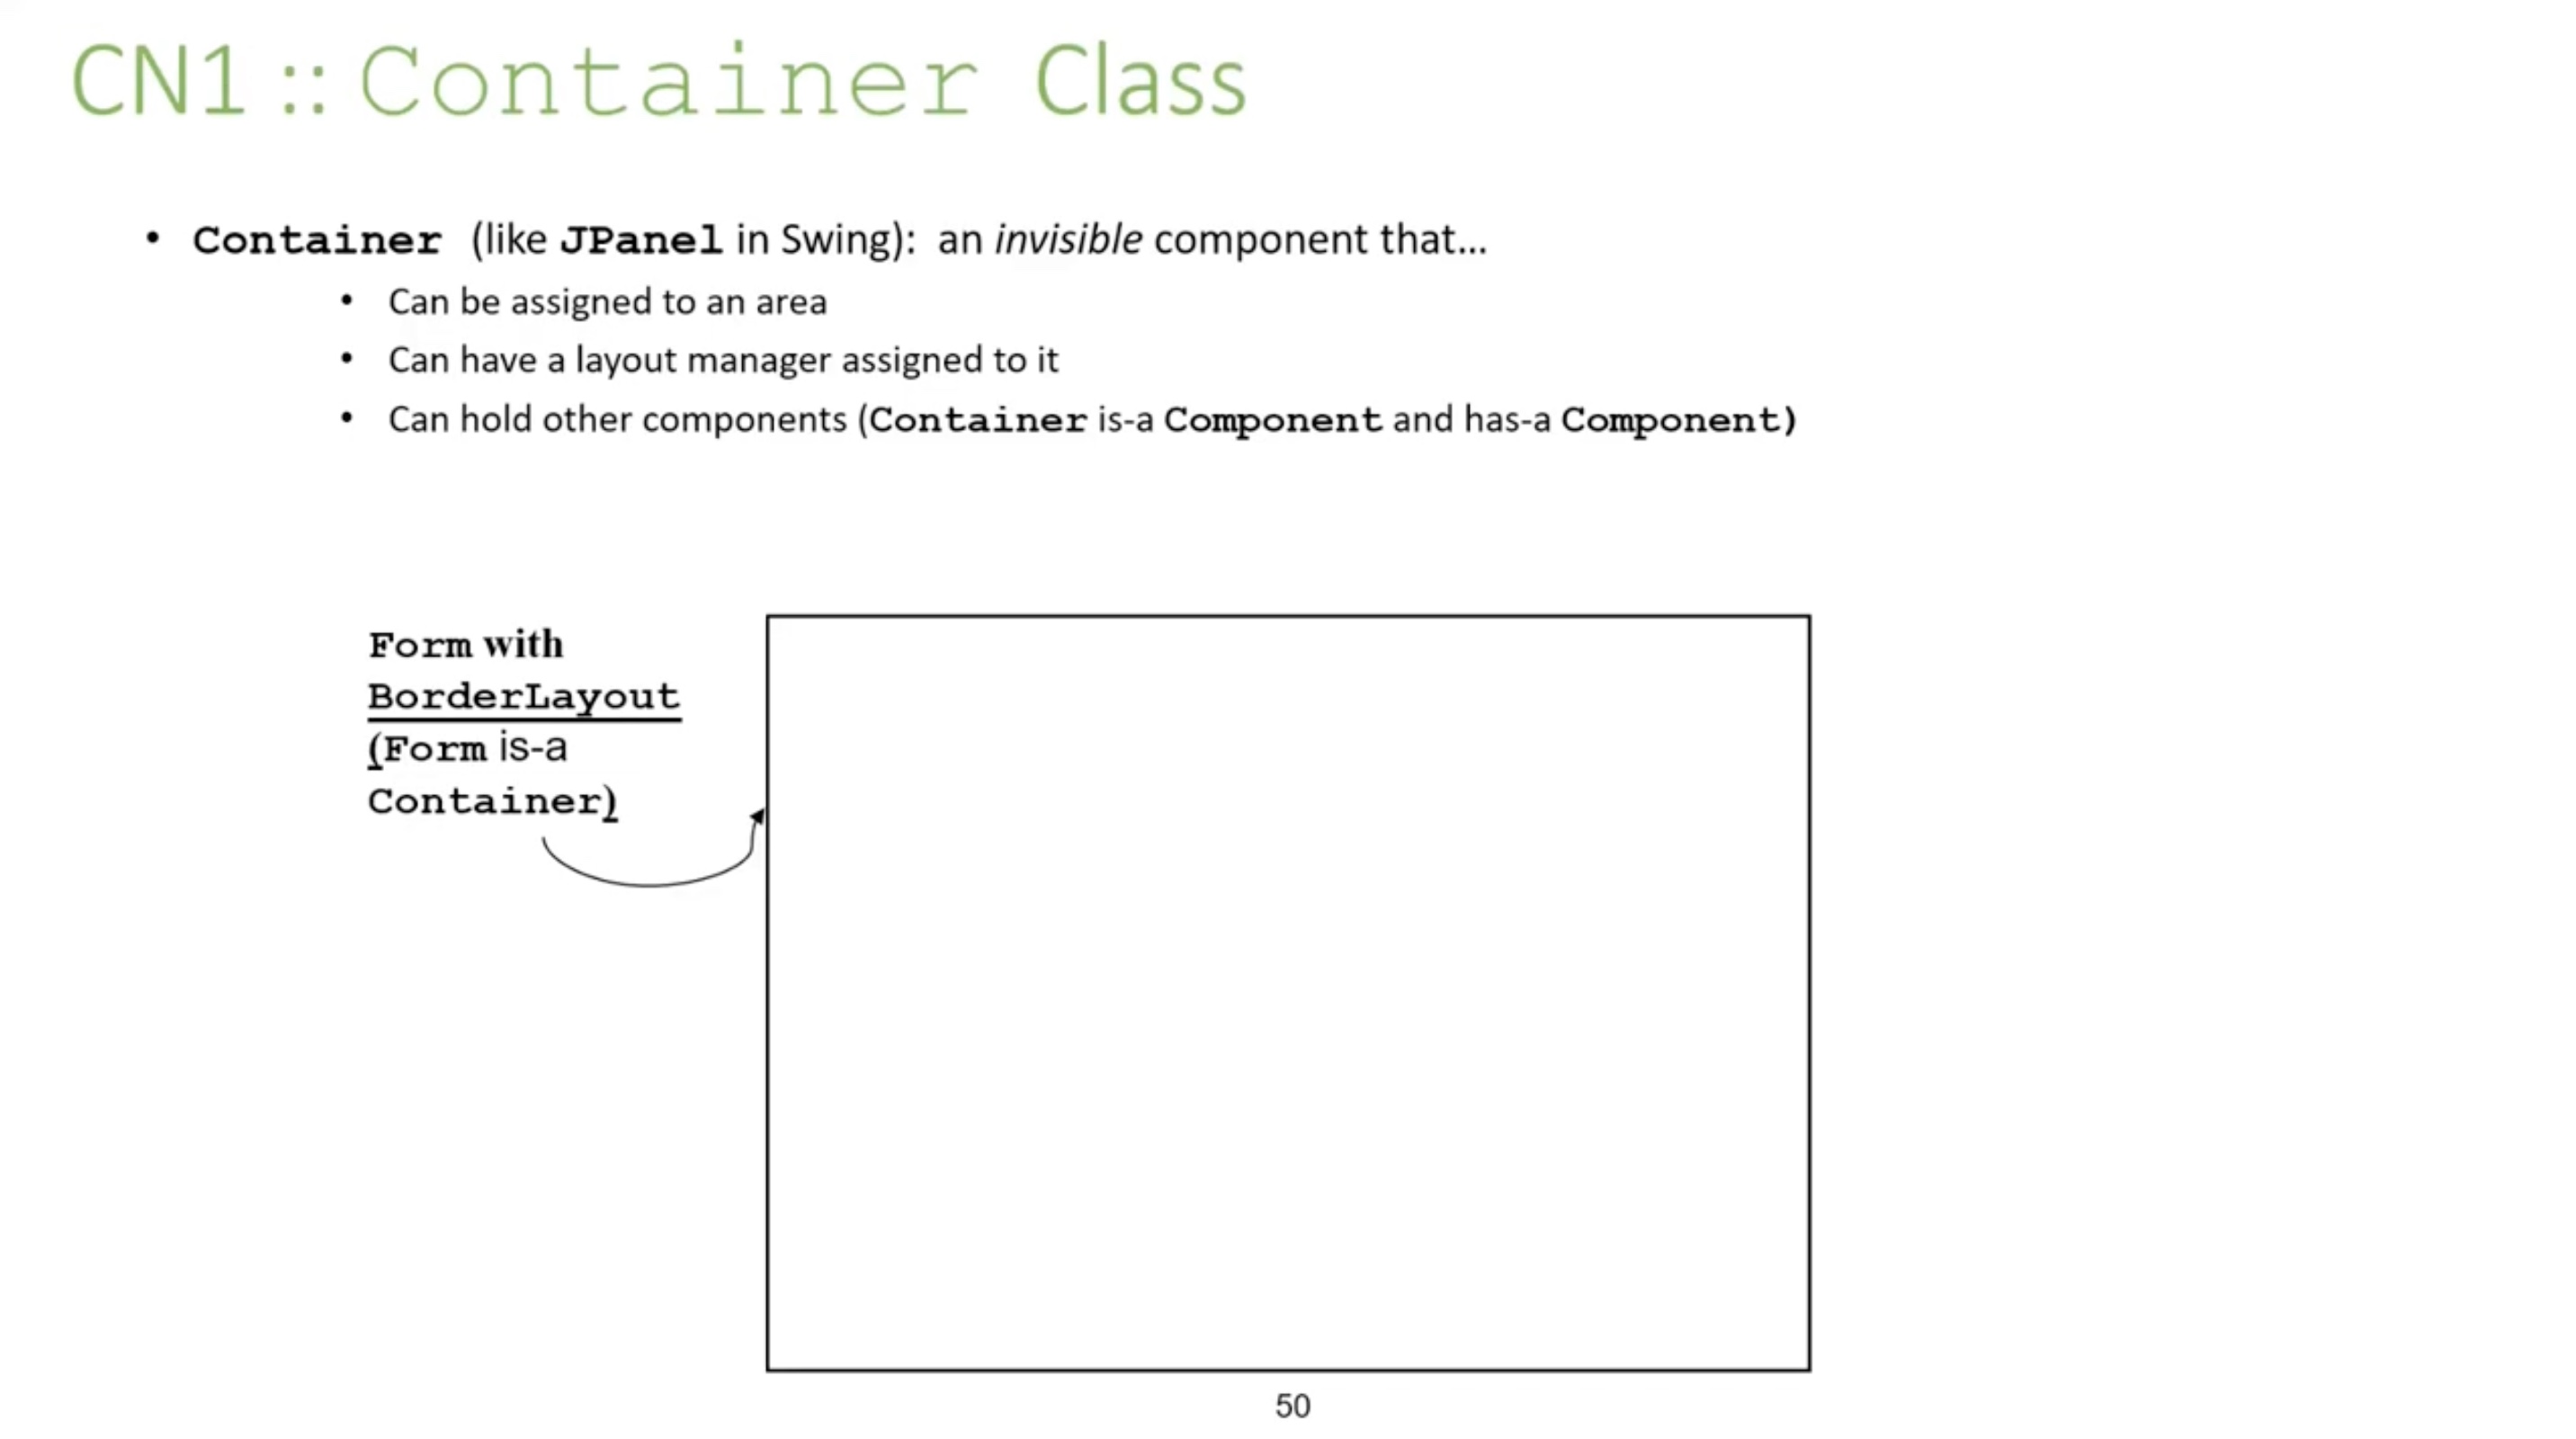 CN1 :: Container Class
• Container (like JPanel in Swing): an invisible component that...
• Can be assigned to an area
• Can have a layout manager assigned to it
• Can hold other components (Container is-a Component and has-a Component)
Form with
BorderLayout
(Form is-a
Container)
50